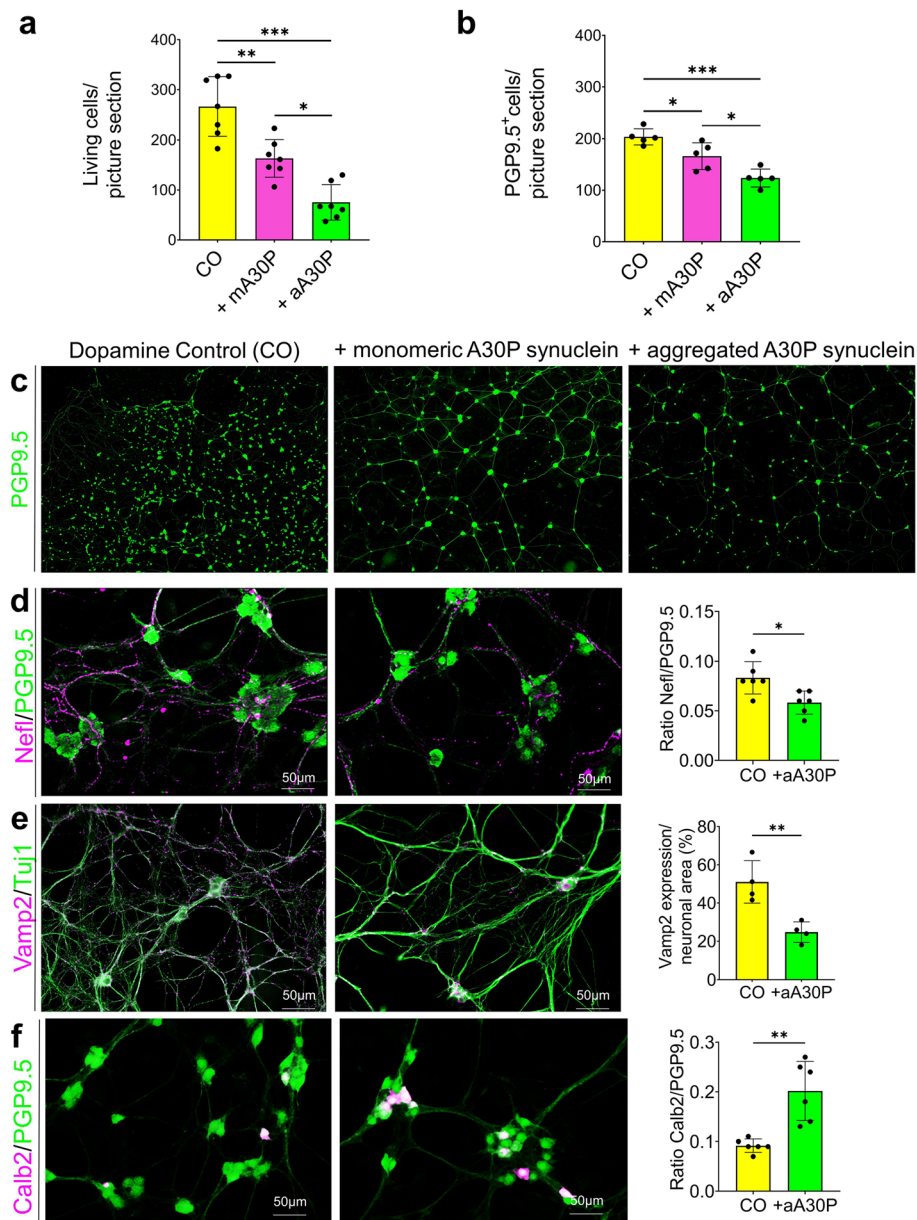 a
***
**
*
400
300
200
100
0
Living cells/
picture section
CO
+ mA30P
+ aA30P
b
***
*
*
400
300
200
100
0
PGP9.5+cells/
picture section
CO
+ mA30P
+ aA30P
Dopamine Control (CO)
+ monomeric A30P synuclein
+ aggregated A30P synuclein
c
PGP9.5
d
Nefl/PGP9.5
50µm
50µm
*
0.15
0.10
0.05
0.00
Ratio Nefl/PGP9.5
CO
+aA30P
e
Vamp2/Tuj1
50µm
50µm
**
80
60
40
20
0
Vamp2 expression/
neuronal area (%)
CO
+aA30P
f
Calb2/PGP9.5
50µm
50µm
**
0.3
0.2
0.1
0.0
Ratio Calb2/PGP9.5
CO
+aA30P